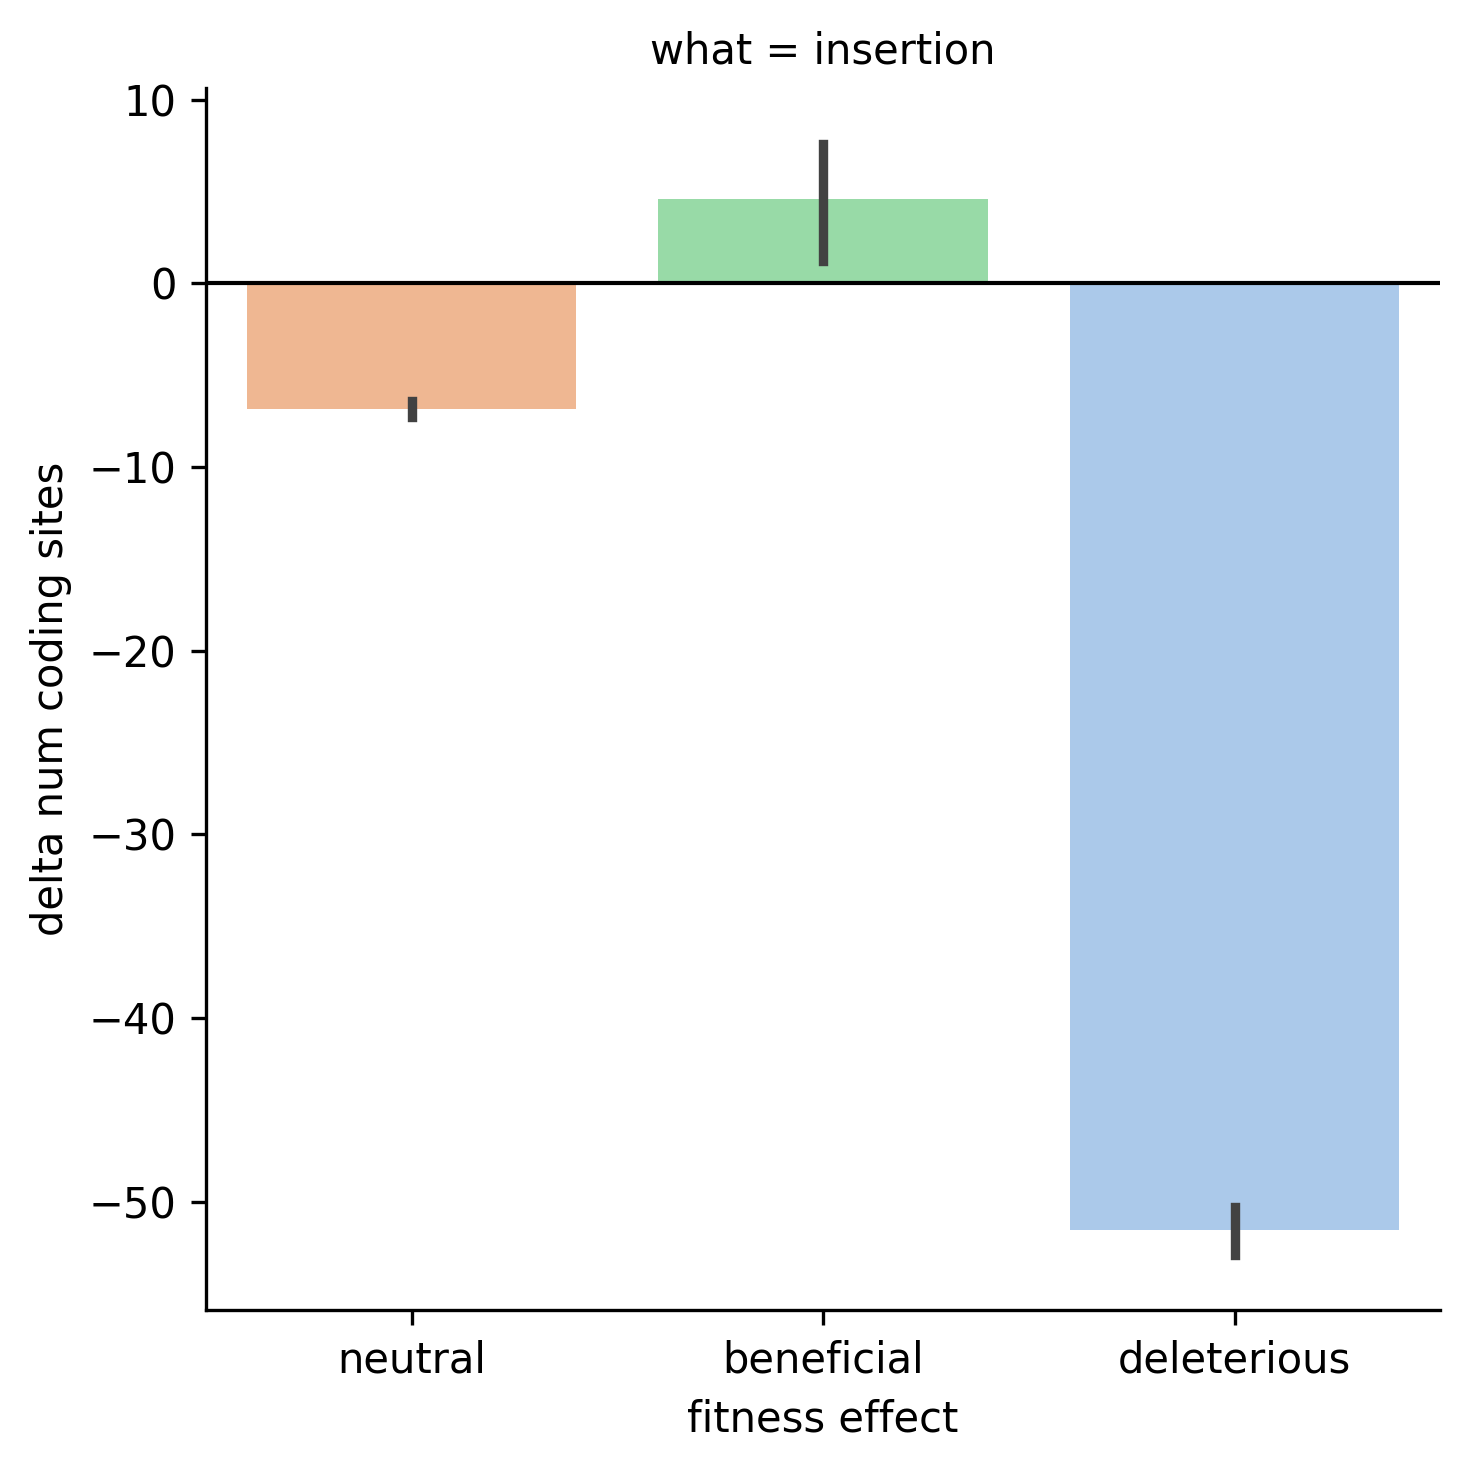 what = insertion
10
0
−10
−20
−30
−40
−50
delta num coding sites
neutral
beneficial
deleterious
fitness effect